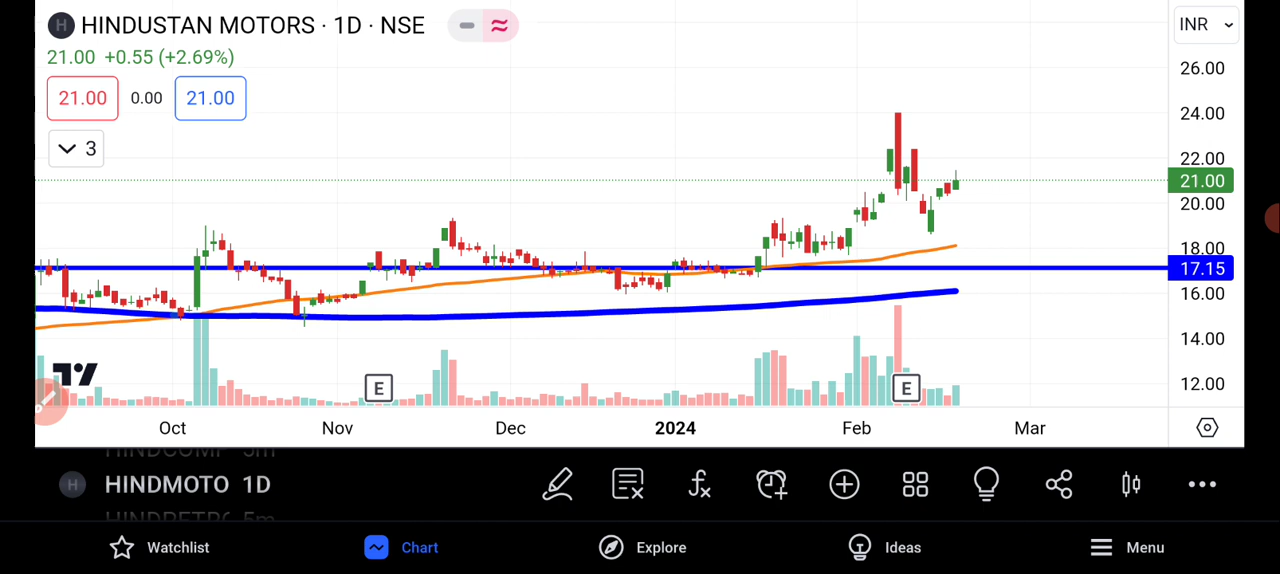 H HINDUSTAN MOTORS · 1D · NSE
INR
21.00 +0.55 (+2.69%)
21.00 0.00 21.00
3
26.00
24.00
22.00
21.00
20.00
18.00
17.15
16.00
14.00
12.00
E E
Oct Nov Dec 2024 Feb Mar
H HINDMOTO 1D
Watchlist Chart Explore Ideas Menu